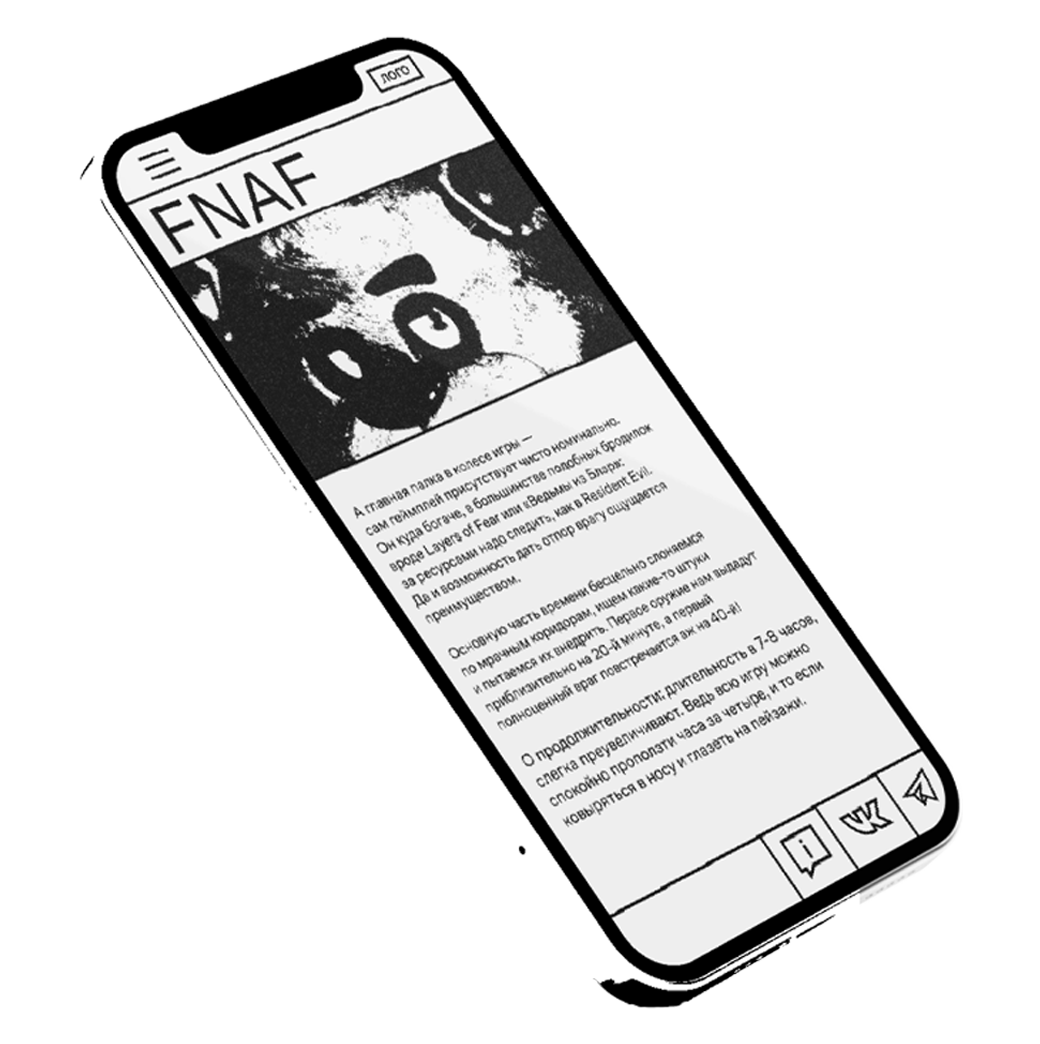 ЛОГО
FNAF
А главная палка в колесе игры —
сам геймплей присутствует чисто номинально.
Он куда богаче, в большинстве подобных бродилок
вроде Layers of Fear или «Ведьмы из Блэрж:
за ресурсами надо следить, как в Resident Evil.
Да и возможность дать отпор врагу ощущается
преимуществом.
Основную часть времени бесцельно слоняемся
по мрачным коридорам, ищем какие-то штуки
и пытаемся их внедрить. Первое оружие нам выдадут
приблизительно на 20-й минуте, а первый
полноценный враг повстречается аж на 40-й!
О продолжительности: длительность в 7-8 часов,
слегка преувеличивают. Ведь всю игру можно
спокойно проползти часа за четыре, и то если
ковыряться в носу и глазеть на пейзажи.
i
VK